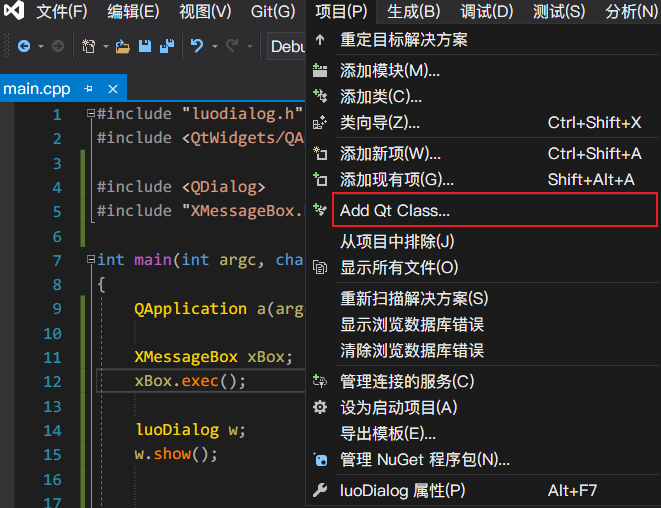 文件(F) 编辑(E) 视图(V) Git(G) 项目(P) 生成(B) 调试(D) 测试(S) 分析(N)
Debu
main.cpp
1 #include "luodialog.h"
2 #include <QtWidgets/QA
3
4 #include <QDialog>
5 #include "XMessageBox.
6
7 int main(int argc, cha
8 {
9 QApplication a(arg
10
11 XMessageBox xBox;
12 xBox.exec();
13
14 luoDialog w;
15 w.show();
16
17
重定目标解决方案
添加模块(M)...
添加类(C)...
类向导(Z)... Ctrl+Shift+X
添加新项(W)... Ctrl+Shift+A
添加现有项(G)... Shift+Alt+A
Add Qt Class...
从项目中排除(J)
显示所有文件(O)
重新扫描解决方案(S)
显示浏览数据库错误
清除浏览数据库错误
管理连接的服务(C)
设为启动项目(A)
导出模板(E)...
管理 NuGet 程序包(N)...
luoDialog 属性(P) Alt+F7